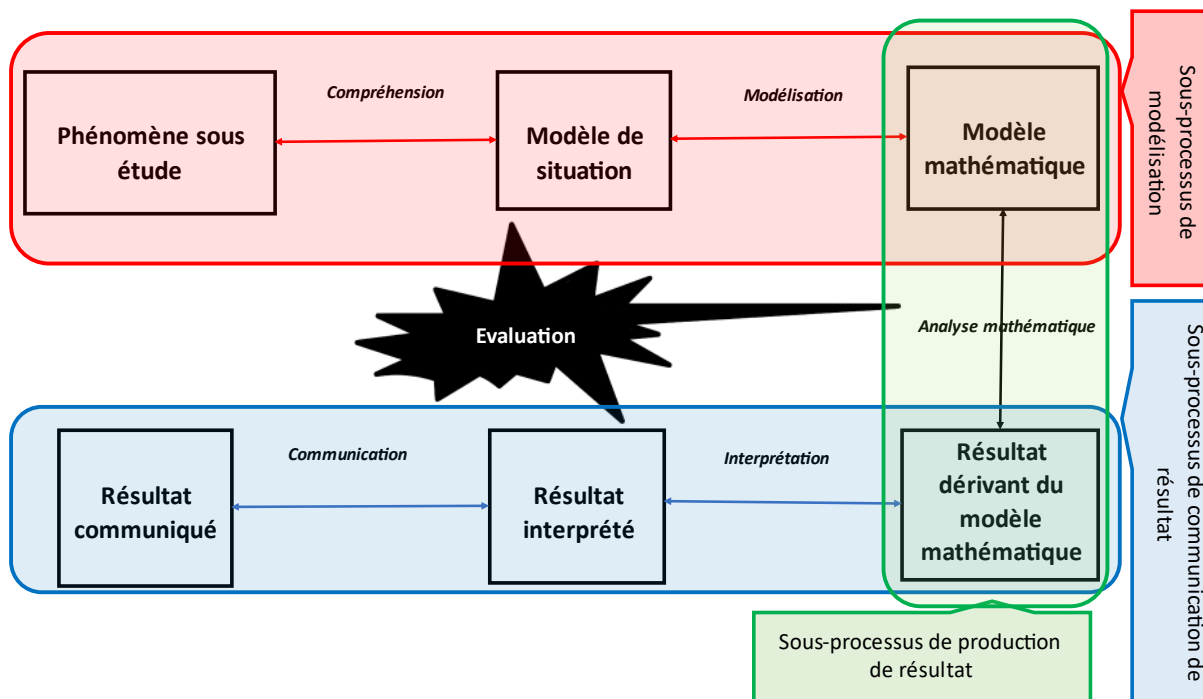 Compréhension
Modélisation
Phénomène sous
étude
Modèle de
situation
Modèle
mathématique
Sous-processus de
modélisation
Evaluation
Analyse mathématique
Communication
Interprétation
Résultat
communiqué
Résultat
interprété
Résultat
dérivant du
modèle
mathématique
Sous-processus de communication de
résultat
Sous-processus de production
de résultat